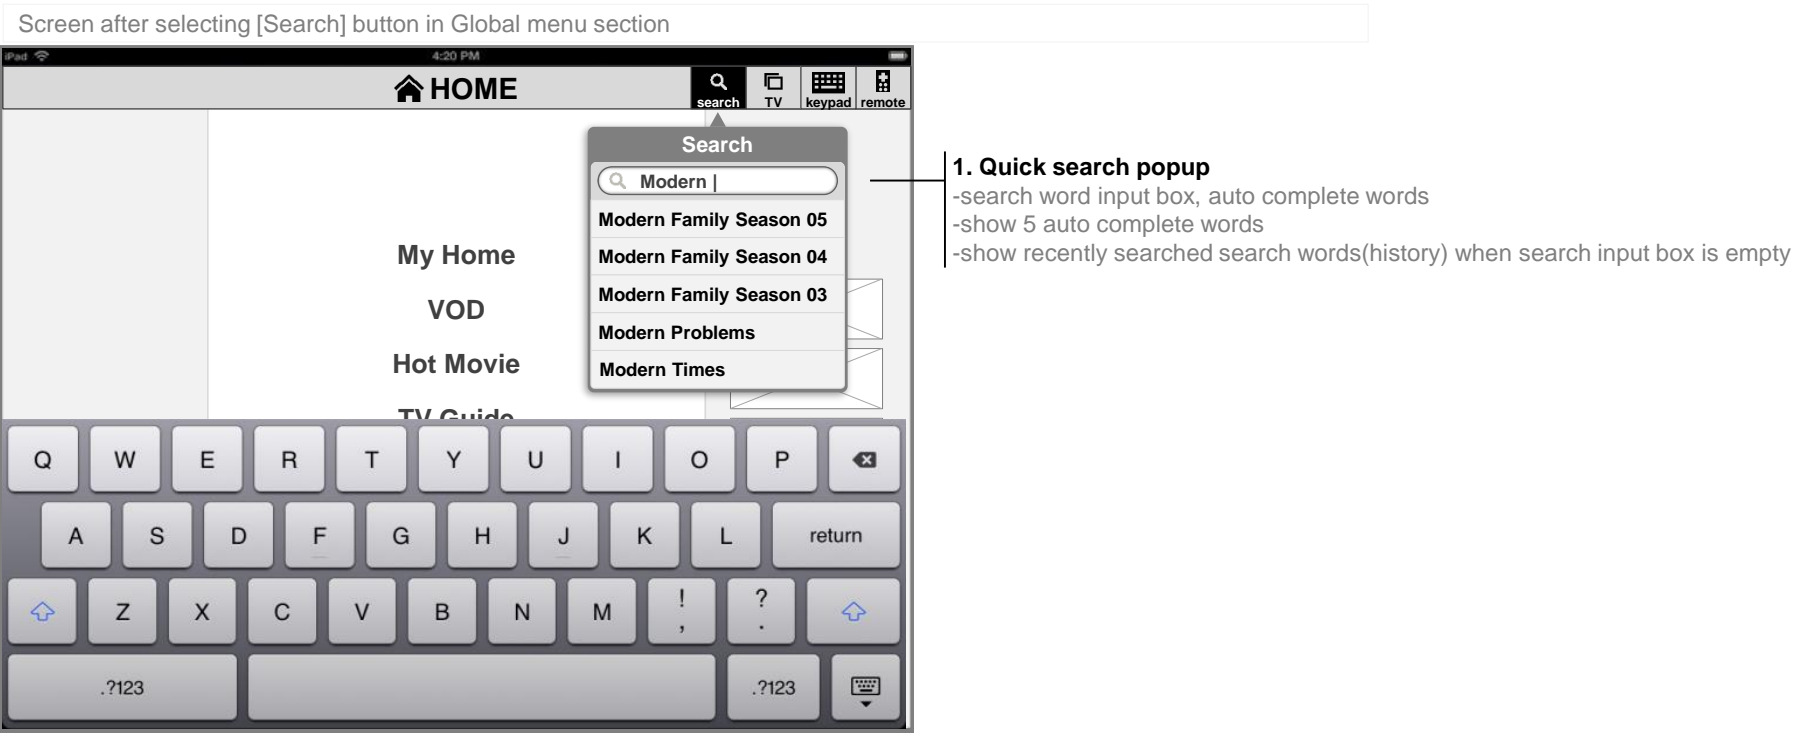 Screen after selecting [Search] button in Global menu section
iPad 4:20 PM
HOME
search TV keypad remote
Search
Modern |
Modern Family Season 05
Modern Family Season 04
Modern Family Season 03
Modern Problems
Modern Times
My Home
VOD
Hot Movie
TV Guide
1. Quick search popup
-search word input box, auto complete words
-show 5 auto complete words
-show recently searched search words(history) when search input box is empty
Q W E R T Y U I O P
A S D F G H J K L return
Z X C V B N M ! , ? .
.?123 .?123